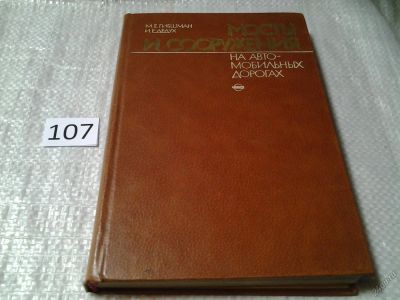 М.Е.ГИБШМАН
И.Е.ДЕДУХ
МОСТЫ
И СООРУЖЕНИЯ
НА АВТО-
МОБИЛЬНЫХ
ДОРОГАХ
107